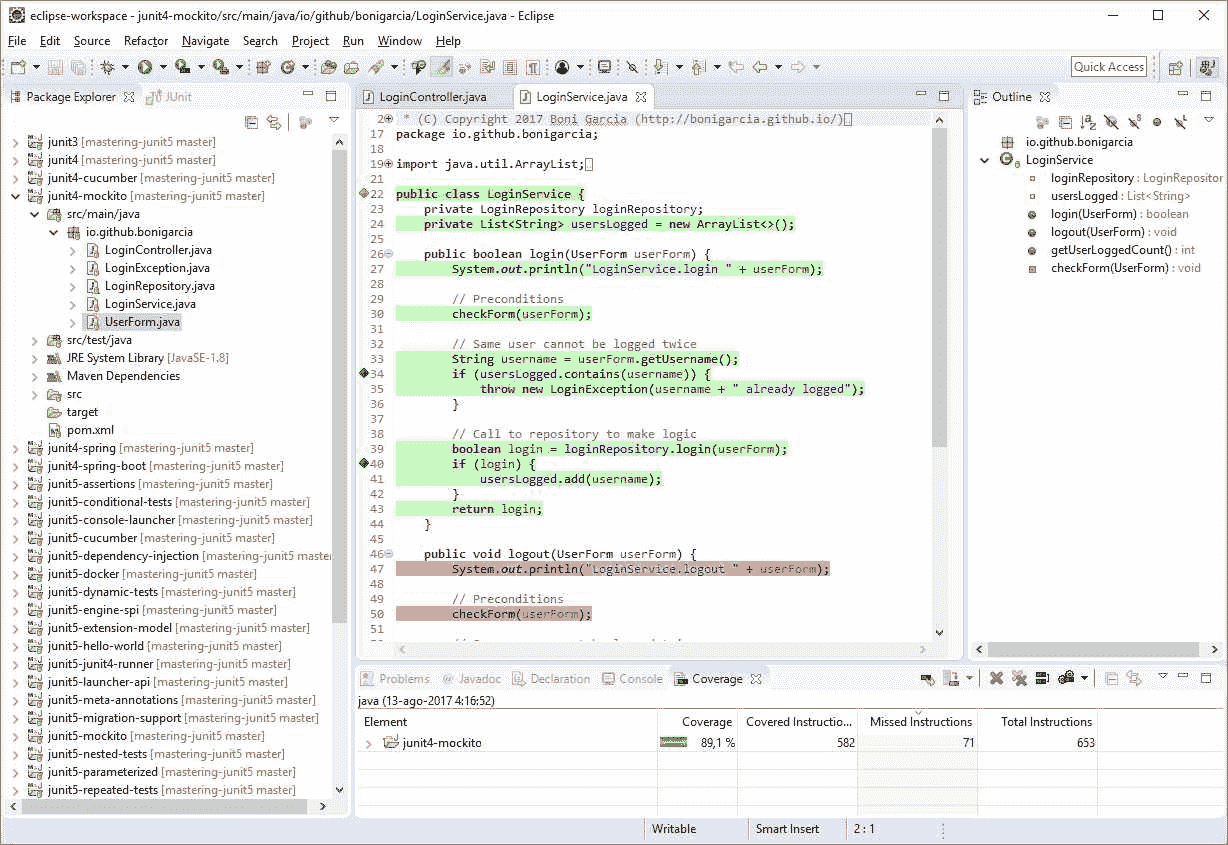 eclipse-workspace - junit4-mockito/src/main/java/io/github/bonigarcia/LoginService.java - Eclipse
File Edit Source Refactor Navigate Search Project Run Window Help
Quick Access
Package Explorer JUnit
junit3 [mastering-junit5 master]
junit4 [mastering-junit5 master]
junit4-cucumber [mastering-junit5 master]
junit4-mockito [mastering-junit5 master]
src/main/java
io.github.bonigarcia
LoginController.java
LoginException.java
LoginRepository.java
LoginService.java
UserForm.java
src/test/java
JRE System Library [JavaSE-1.8]
Maven Dependencies
src
target
pom.xml
junit4-spring [mastering-junit5 master]
junit4-spring-boot [mastering-junit5 master]
junit5-assertions [mastering-junit5 master]
junit5-conditional-tests [mastering-junit5 master]
junit5-console-launcher [mastering-junit5 master]
junit5-cucumber [mastering-junit5 master]
junit5-dependency-injection [mastering-junit5 maste
junit5-docker [mastering-junit5 master]
junit5-dynamic-tests [mastering-junit5 master]
junit5-engine-spi [mastering-junit5 master]
junit5-extension-model [mastering-junit5 master]
junit5-hello-world [mastering-junit5 master]
junit5-junit4-runner [mastering-junit5 master]
junit5-launcher-api [mastering-junit5 master]
junit5-meta-annotations [mastering-junit5 master]
junit5-migration-support [mastering-junit5 master]
junit5-mockito [mastering-junit5 master]
junit5-nested-tests [mastering-junit5 master]
junit5-parameterized [mastering-junit5 master]
junit5-repeated-tests [mastering-junit5 master]
LoginController.java LoginService.java
2 * (C) Copyright 2017 Boni Garcia (http://bonigarcia.github.io/)
17 package io.github.bonigarcia;
18
19 import java.util.ArrayList;
21
22 public class LoginService {
23 private LoginRepository loginRepository;
24 private List<String> usersLogged = new ArrayList<>();
25
26 public boolean login(UserForm userForm) {
27 System.out.println("LoginService.login " + userForm);
28
29 // Preconditions
30 checkForm(userForm);
31
32 // Same user cannot be logged twice
33 String username = userForm.getUsername();
34 if (usersLogged.contains(username)) {
35 throw new LoginException(username + " already logged");
36 }
37
38 // Call to repository to make logic
39 boolean login = loginRepository.login(userForm);
40 if (login) {
41 usersLogged.add(username);
42 }
43 return login;
44 }
45
46 public void logout(UserForm userForm) {
47 System.out.println("LoginService.logout " + userForm);
48
49 // Preconditions
50 checkForm(userForm);
51
Outline
io.github.bonigarcia
LoginService
loginRepository : LoginRepositor
usersLogged : List<String>
login(UserForm) : boolean
logout(UserForm) : void
getUserLoggedCount() : int
checkForm(UserForm) : void
Problems Javadoc Declaration Console Coverage
java (13-ago-2017 4:16:52)
Element Coverage Covered Instructio... Missed Instructions Total Instructions
junit4-mockito 89,1 % 582 71 653
Writable Smart Insert 2 : 1